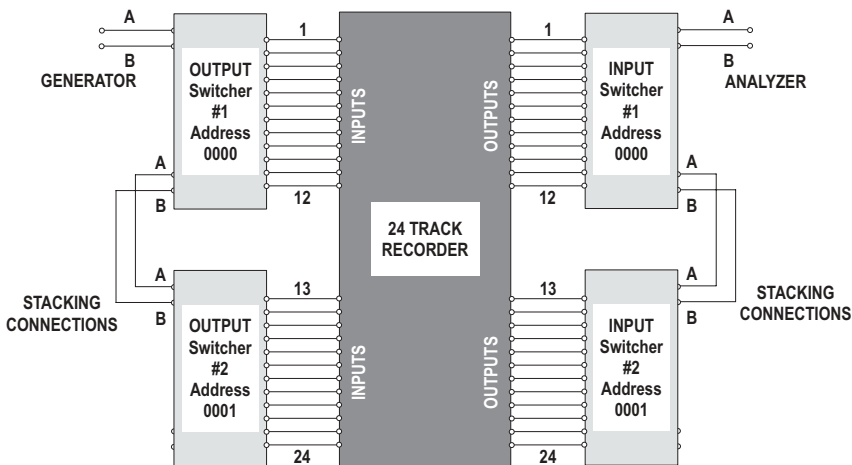 A
B
GENERATOR
OUTPUT
Switcher
#1
Address
0000
A
B
1
12
INPUTS
24 TRACK
RECORDER
OUTPUTS
1
12
INPUT
Switcher
#1
Address
0000
A
B
ANALYZER
A
B
STACKING
CONNECTIONS
A
B
OUTPUT
Switcher
#2
Address
0001
13
24
INPUTS
OUTPUTS
13
24
INPUT
Switcher
#2
Address
0001
A
B
STACKING
CONNECTIONS